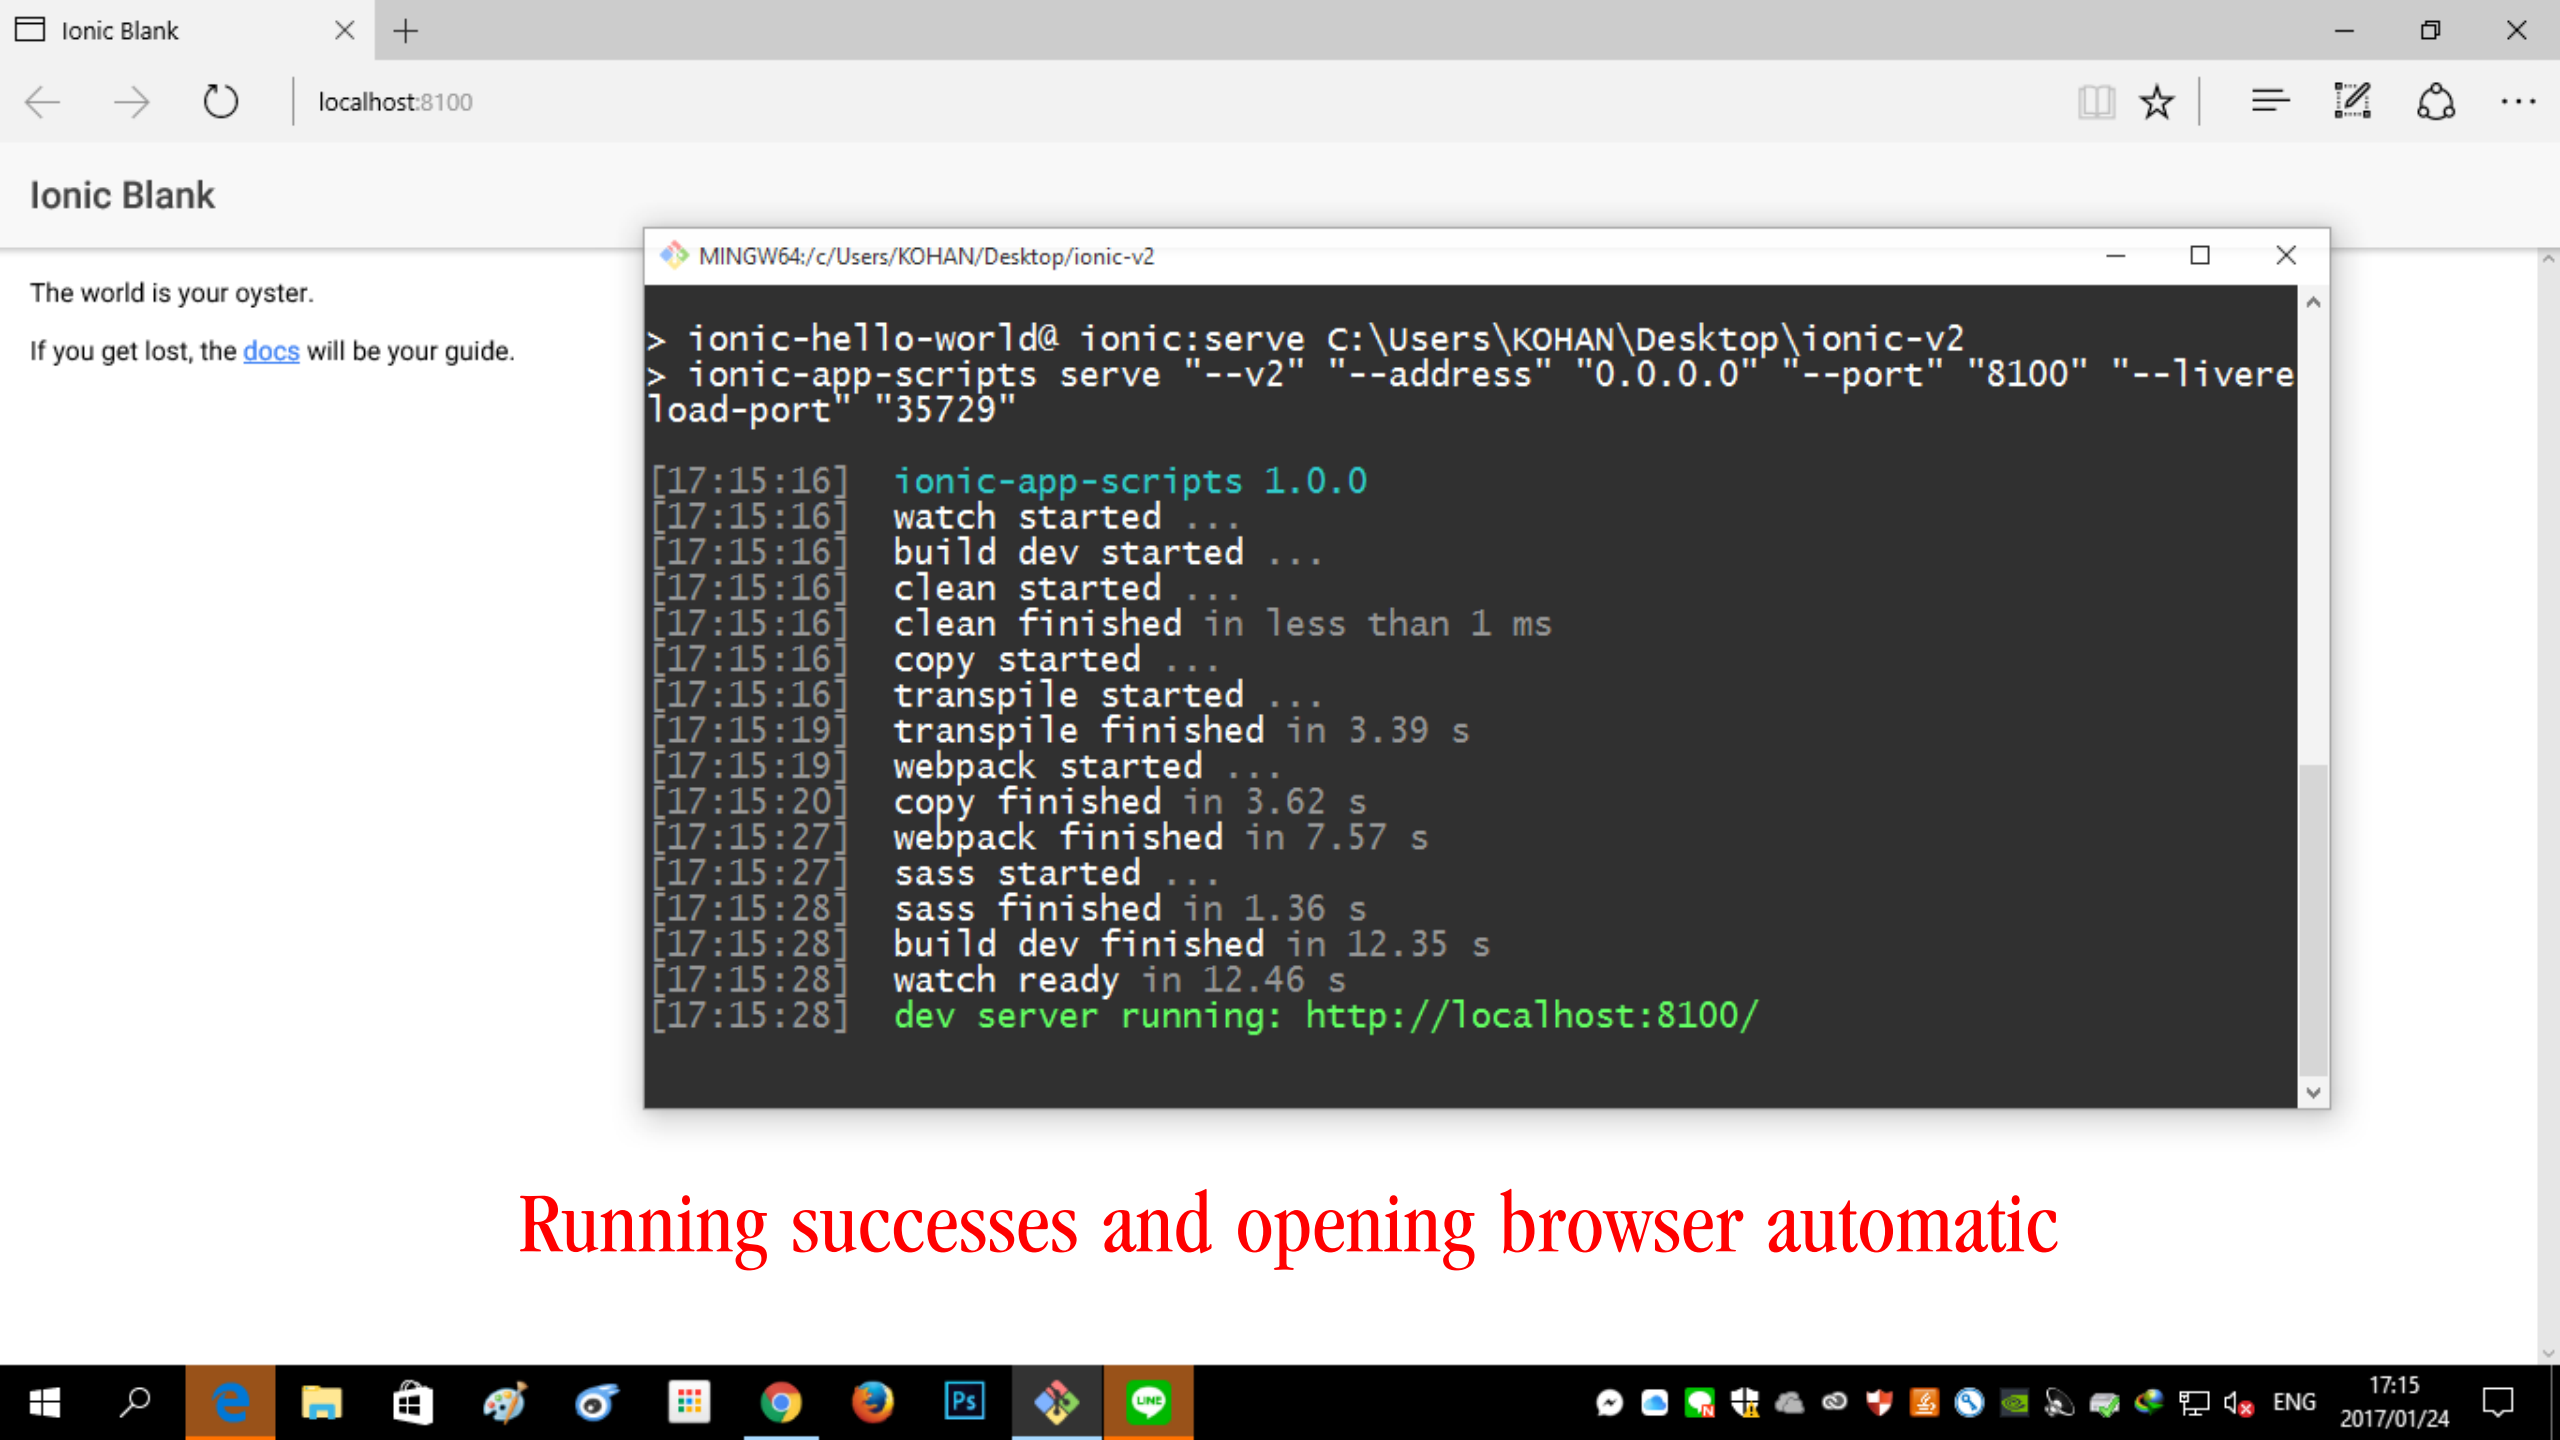 Ionic Blank
localhost:8100
Ionic Blank
The world is your oyster.
If you get lost, the docs will be your guide.
MINGW64:/c/Users/KOHAN/Desktop/ionic-v2
> ionic-hello-world@ ionic:serve C:\Users\KOHAN\Desktop\ionic-v2
> ionic-app-scripts serve "--v2" "--address" "0.0.0.0" "--port" "8100" "--livere
load-port" "35729"
[17:15:16] ionic-app-scripts 1.0.0
[17:15:16] watch started ...
[17:15:16] build dev started ...
[17:15:16] clean started ...
[17:15:16] clean finished in less than 1 ms
[17:15:16] copy started ...
[17:15:16] transpile started ...
[17:15:19] transpile finished in 3.39 s
[17:15:19] webpack started ...
[17:15:20] copy finished in 3.62 s
[17:15:27] webpack finished in 7.57 s
[17:15:27] sass started ...
[17:15:28] sass finished in 1.36 s
[17:15:28] build dev finished in 12.35 s
[17:15:28] watch ready in 12.46 s
[17:15:28] dev server running: http://localhost:8100/
Running successes and opening browser automatic
Ps
LINE
ENG
17:15
2017/01/24